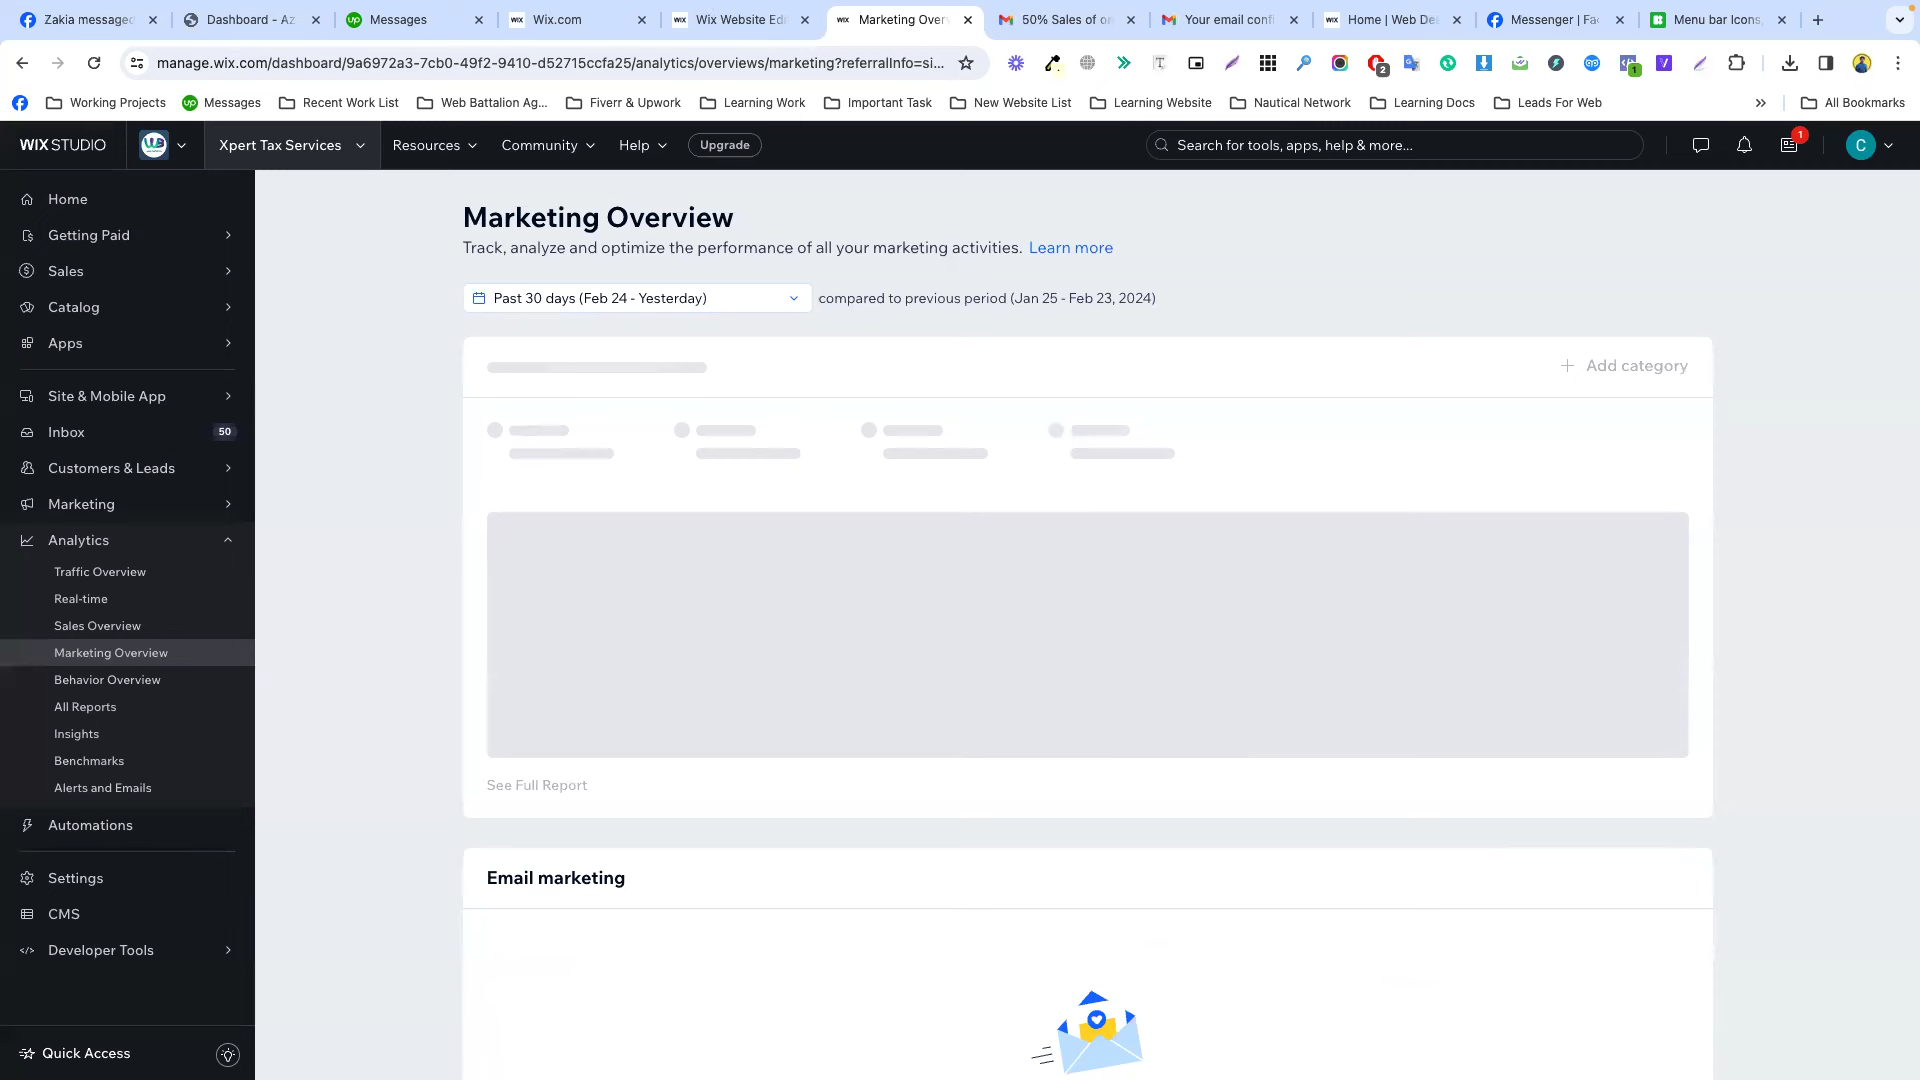 Zakia messaged
Dashboard - Az
Messages
Wix.com
Wix Website Edi
Marketing Over
50% Sales of on
Your email confi
Home | Web De
Messenger | Fa
Menu bar Icons,
manage.wix.com/dashboard/9a6972a3-7cb0-49f2-9410-d52715ccfa25/analytics/overviews/marketing?referralInfo=si...
Working Projects
Messages
Recent Work List
Web Battalion Ag...
Fiverr & Upwork
Learning Work
Important Task
New Website List
Learning Website
Nautical Network
Learning Docs
Leads For Web
All Bookmarks
WIX STUDIO
Xpert Tax Services
Resources
Community
Help
Upgrade
Search for tools, apps, help & more...
1
C
Home
Getting Paid
Sales
Catalog
Apps
Site & Mobile App
Inbox 50
Customers & Leads
Marketing
Analytics
Traffic Overview
Real-time
Sales Overview
Marketing Overview
Behavior Overview
All Reports
Insights
Benchmarks
Alerts and Emails
Automations
Settings
CMS
Developer Tools
Quick Access
Marketing Overview
Track, analyze and optimize the performance of all your marketing activities. Learn more
Past 30 days (Feb 24 - Yesterday) compared to previous period (Jan 25 - Feb 23, 2024)
Add category
See Full Report
Email marketing